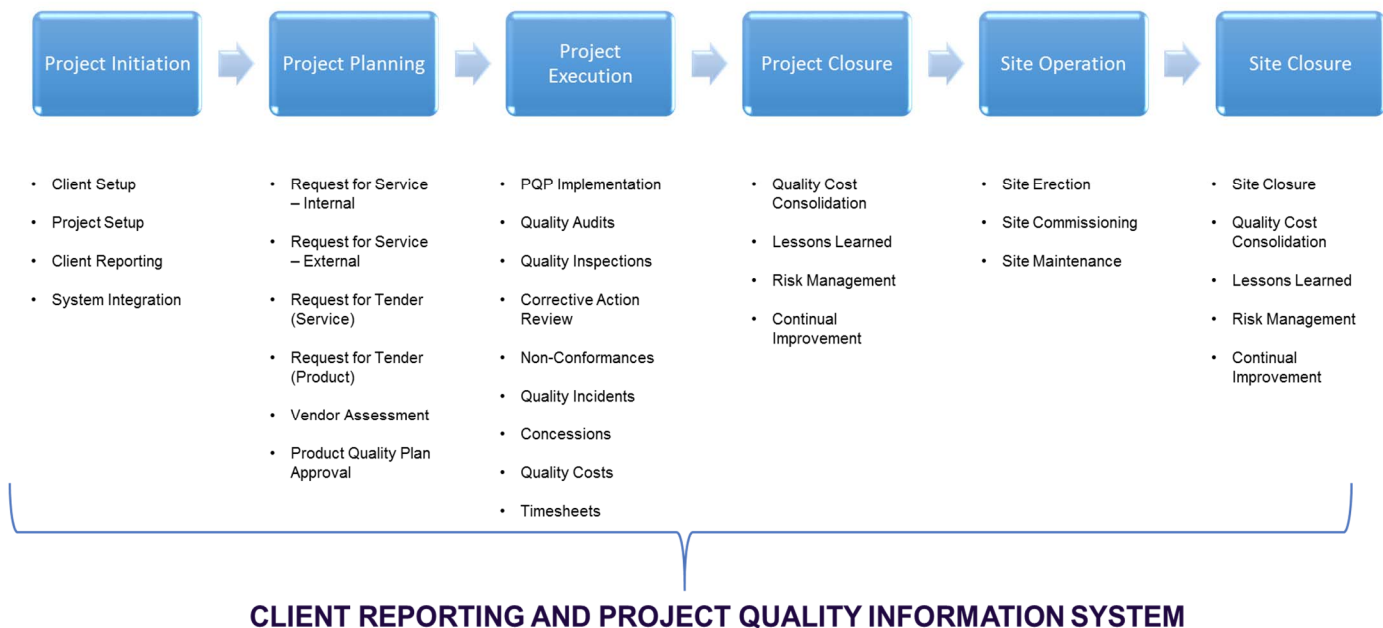 Project Initiation
Project Planning
Project
Execution
Project Closure
Site Operation
Site Closure
• Client Setup
• Project Setup
• Client Reporting
• System Integration
• Request for Service
– Internal
• Request for Service
– External
• Request for Tender
(Service)
• Request for Tender
(Product)
• Vendor Assessment
• Product Quality Plan
Approval
• PQP Implementation
• Quality Audits
• Quality Inspections
• Corrective Action
Review
• Non-Conformances
• Quality Incidents
• Concessions
• Quality Costs
• Timesheets
• Quality Cost
Consolidation
• Lessons Learned
• Risk Management
• Continual
Improvement
• Site Erection
• Site Commissioning
• Site Maintenance
• Site Closure
• Quality Cost
Consolidation
• Lessons Learned
• Risk Management
• Continual
Improvement
CLIENT REPORTING AND PROJECT QUALITY INFORMATION SYSTEM